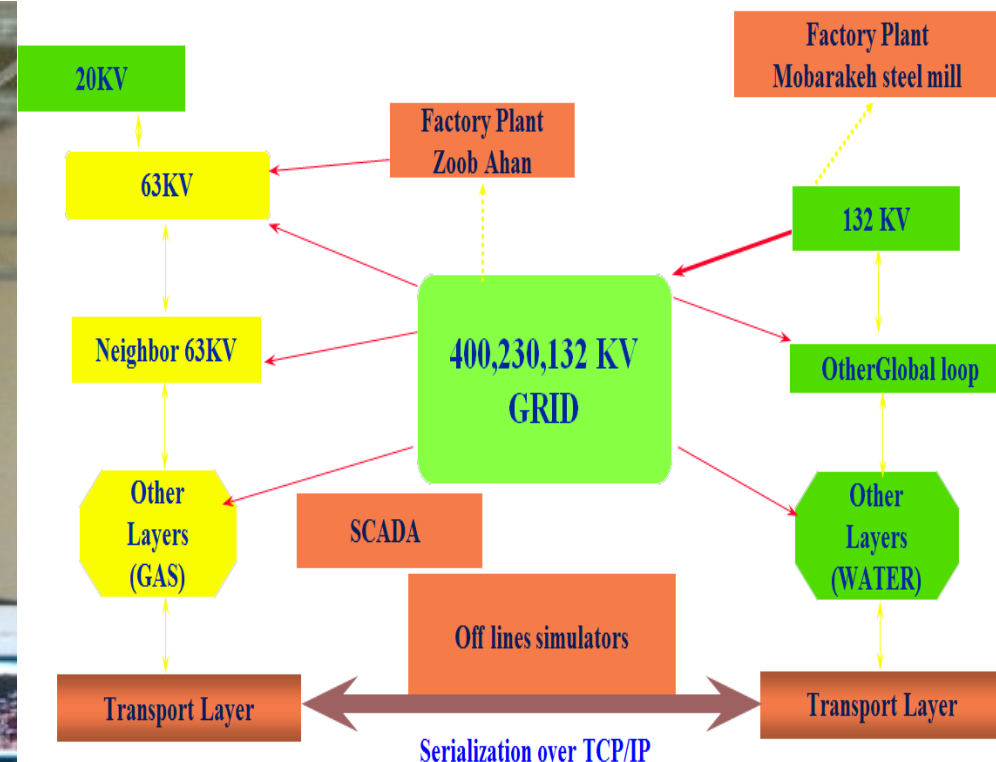 Factory Plant
Mobarakeh steel mill
20KV
Factory Plant
Zoob Ahan
63KV
132 KV
400,230,132 KV
GRID
Neighbor 63KV
OtherGlobal loop
Other
Layers
(GAS)
Other
Layers
(WATER)
SCADA
Off lines simulators
Transport Layer
Transport Layer
Serialization over TCP/IP